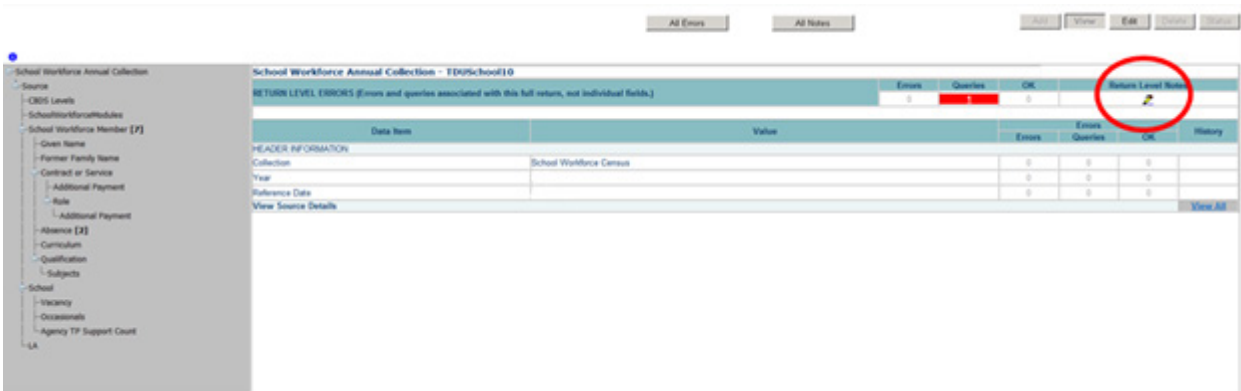 All Errors All Notes Add View Edit Delete Status
School Workforce Annual Collection
Source
CBDS Levels
SchoolWorkforceModules
School Workforce Member [7]
Given Name
Former Family Name
Contract or Service
Additional Payment
Role
Additional Payment
Absence [2]
Curriculum
Qualification
Subjects
School
Vacancy
Occasionals
Agency TP Support Count
LA
School Workforce Annual Collection - TDUSchool10
RETURN LEVEL ERRORS (Errors and queries associated with this full return, not individual fields.) Errors Queries OK Return Level Notes
0 1 0
Data Item Value Errors History
Errors Queries OK
HEADER INFORMATION
Collection School Workforce Census 0 0 0
Year 0 0 0
Reference Date 0 0 0
View Source Details View All